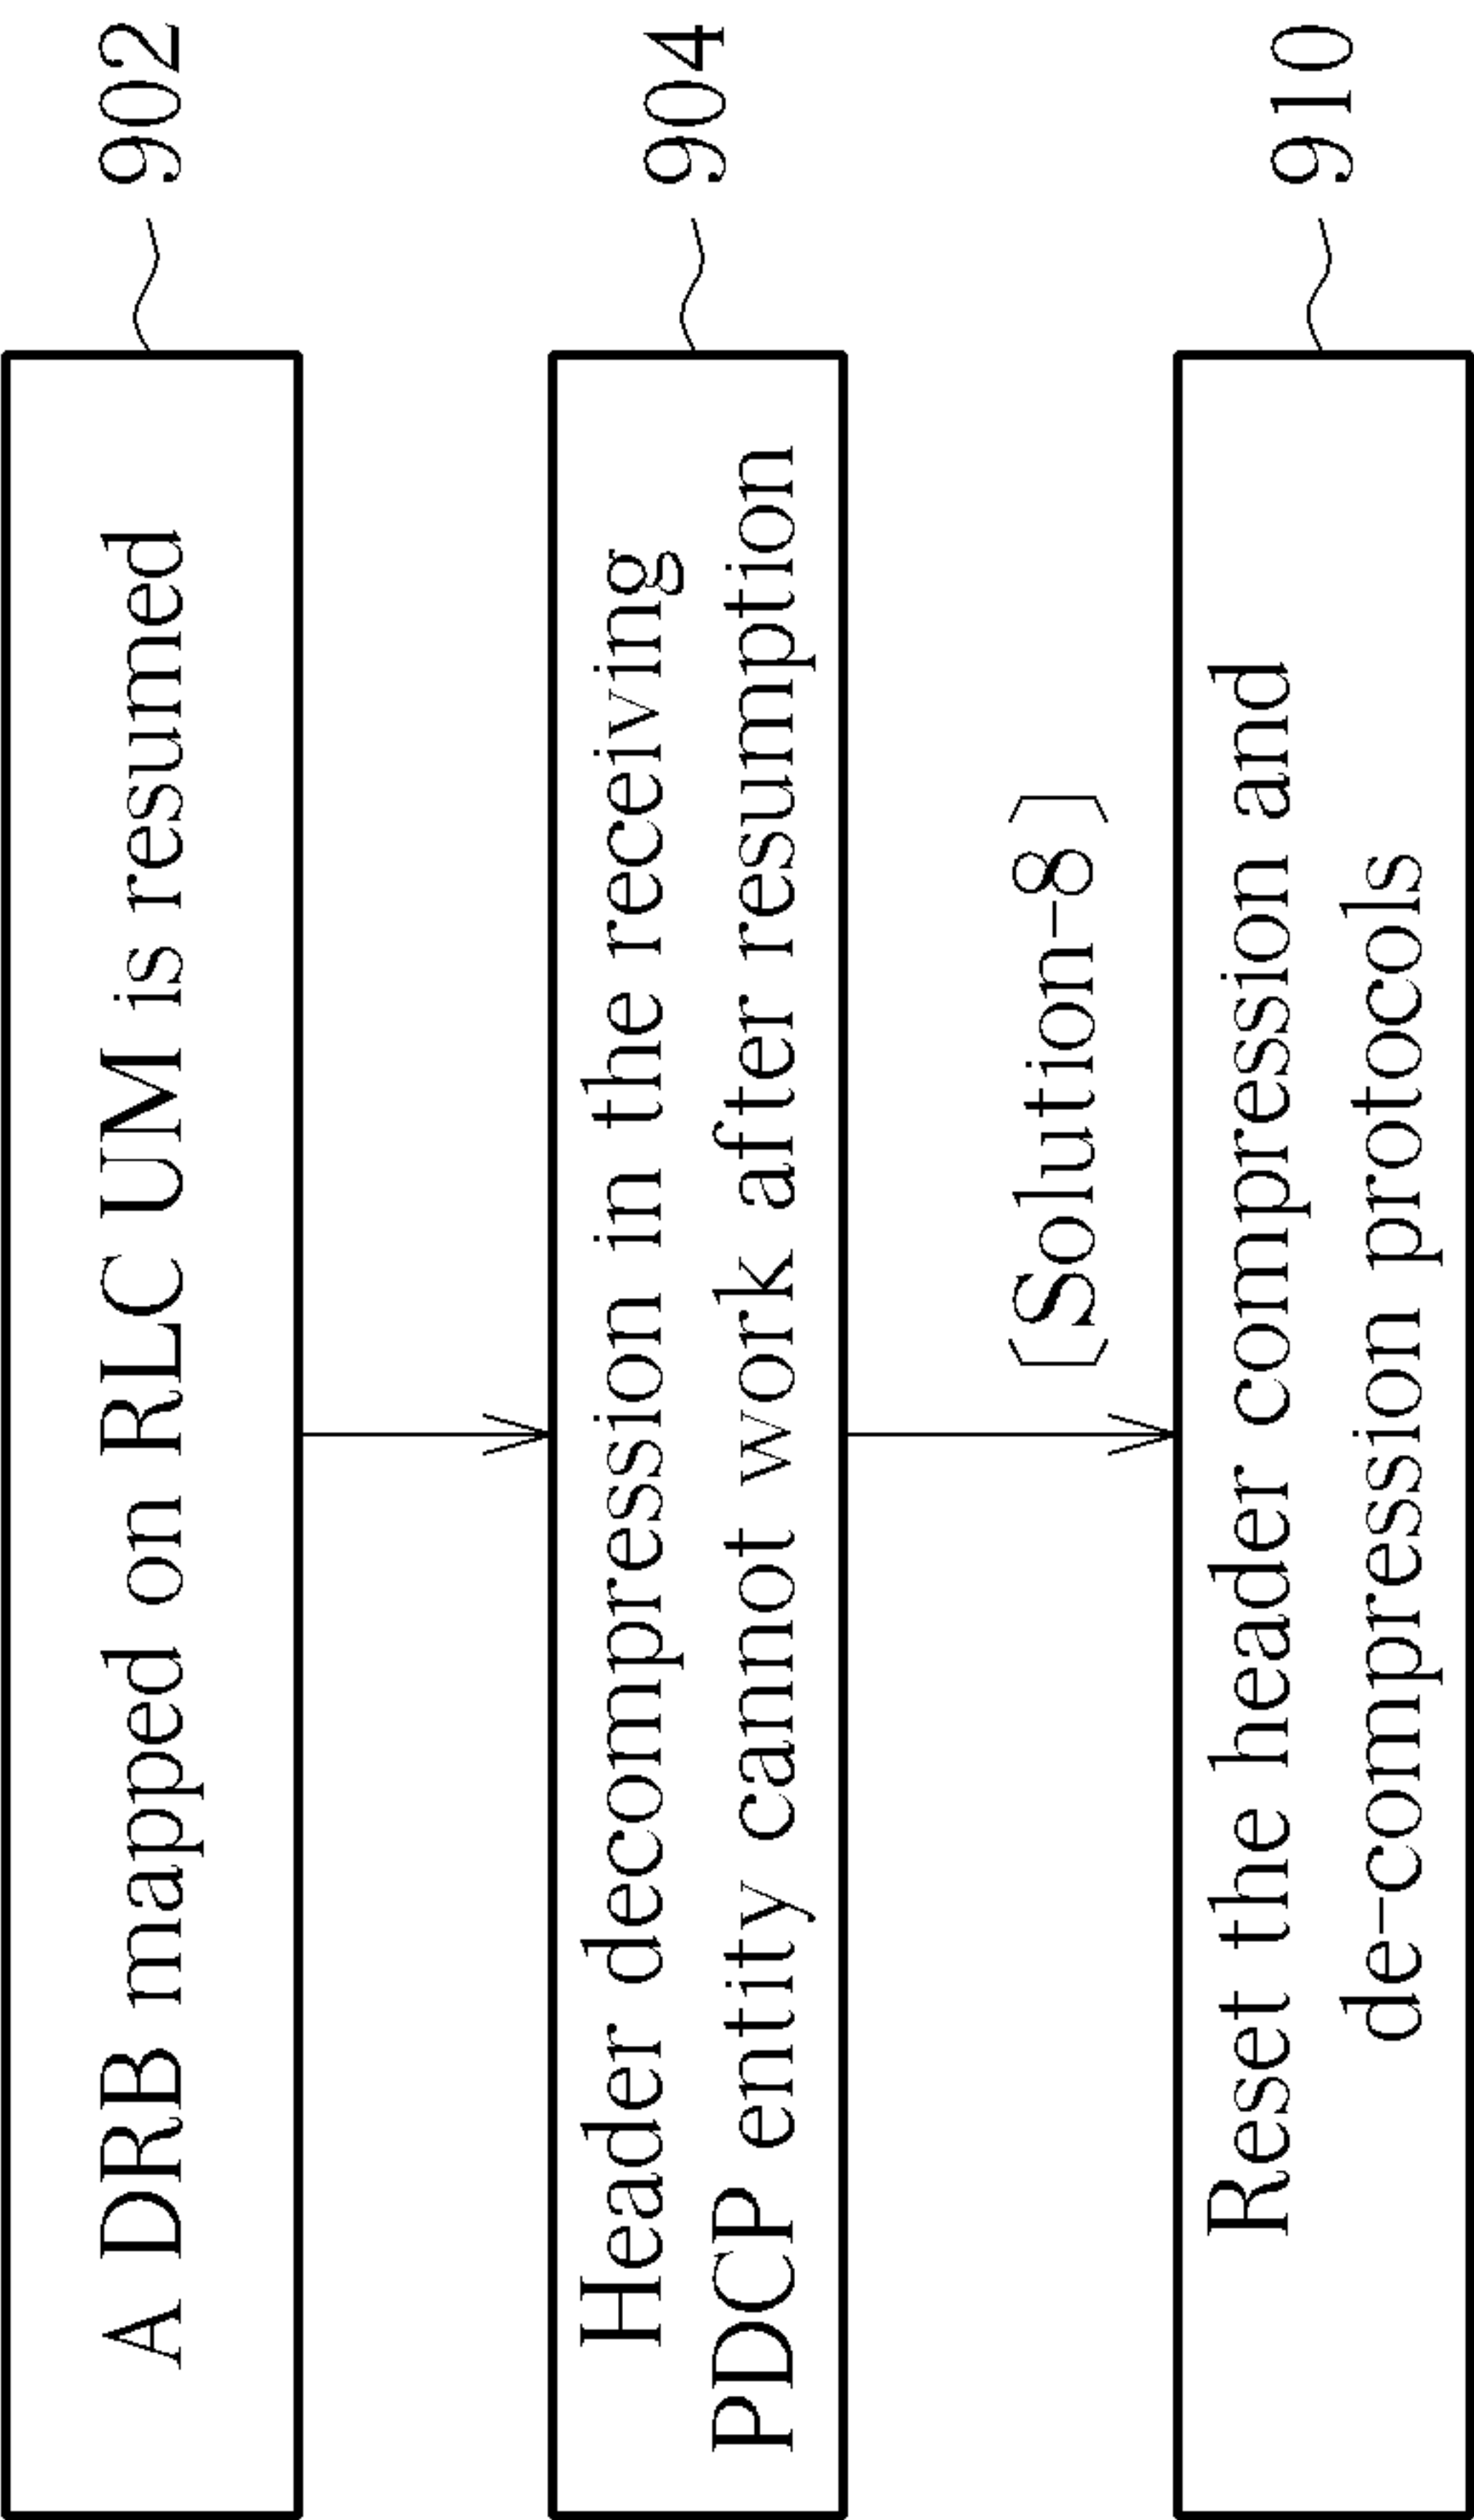 A DRB mapped on RLC UM is resumed
902
Header decompression in the receiving
PDCP entity cannot work after resumption
904
(Solution-8)
Reset the header compression and
de-compression protocols
910